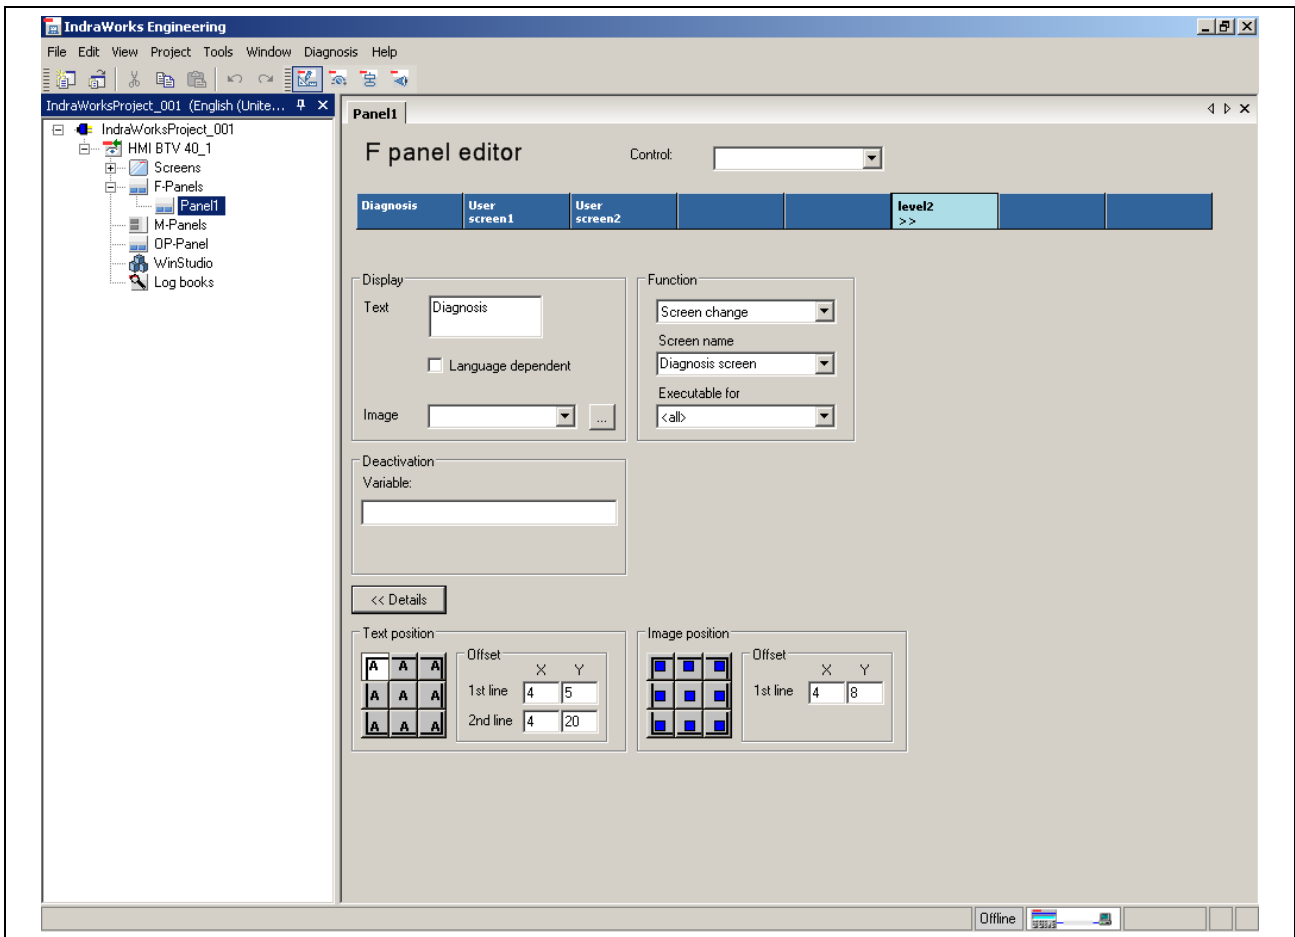 IndraWorks Engineering
File Edit View Project Tools Window Diagnosis Help
IndraWorksProject_001 (English (Unite...
IndraWorksProject_001
HMI BTV 40_1
Screens
F-Panels
Panel1
M-Panels
OP-Panel
WinStudio
Log books
Panel1
F panel editor
Control:
Diagnosis
User
screen1
User
screen2
level2
>>
Display
Text
Diagnosis
Language dependent
Image
...
Function
Screen change
Screen name
Diagnosis screen
Executable for
<all>
Deactivation
Variable:
<< Details
Text position
A A A
A A A
A A A
Offset
X Y
1st line 4 5
2nd line 4 20
Image position
Offset
X Y
1st line 4 8
Offline